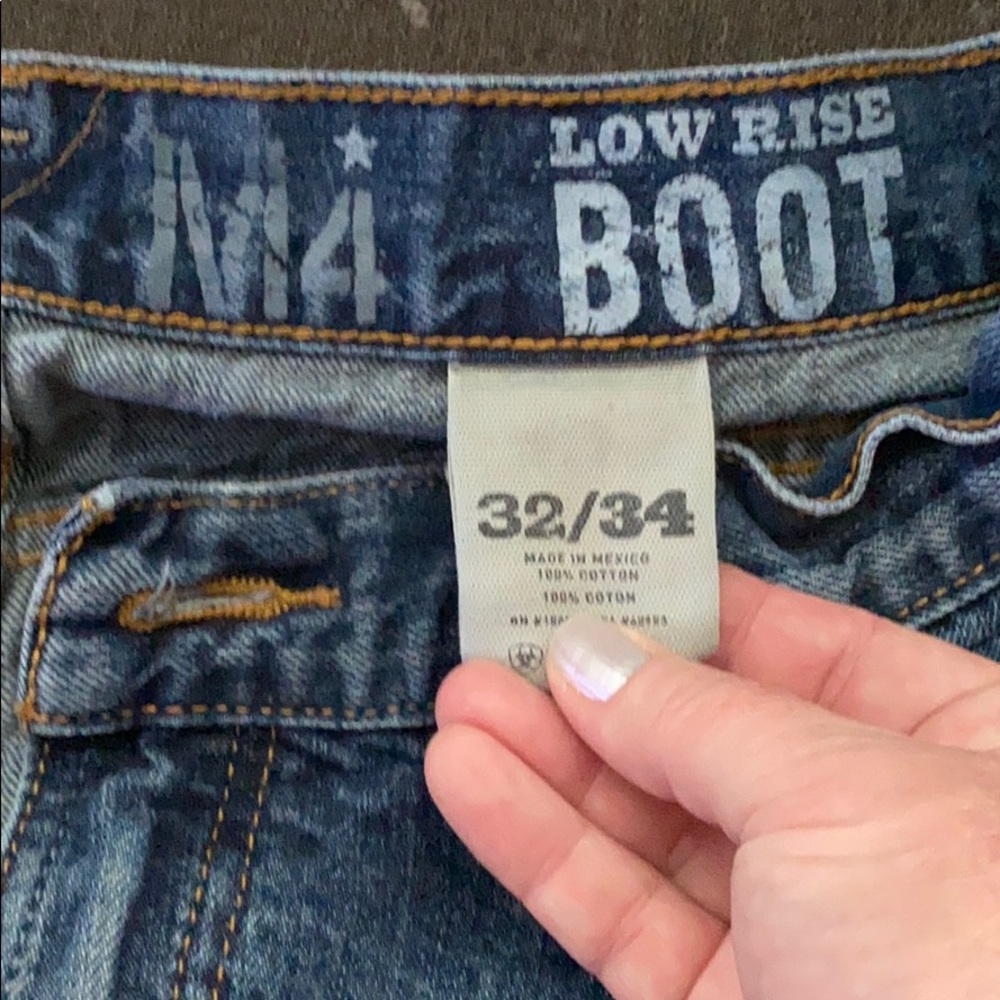 M4
LOW RISE
BOOT
32/34
MADE IN MEXICO
100% COTTON
100% COTON